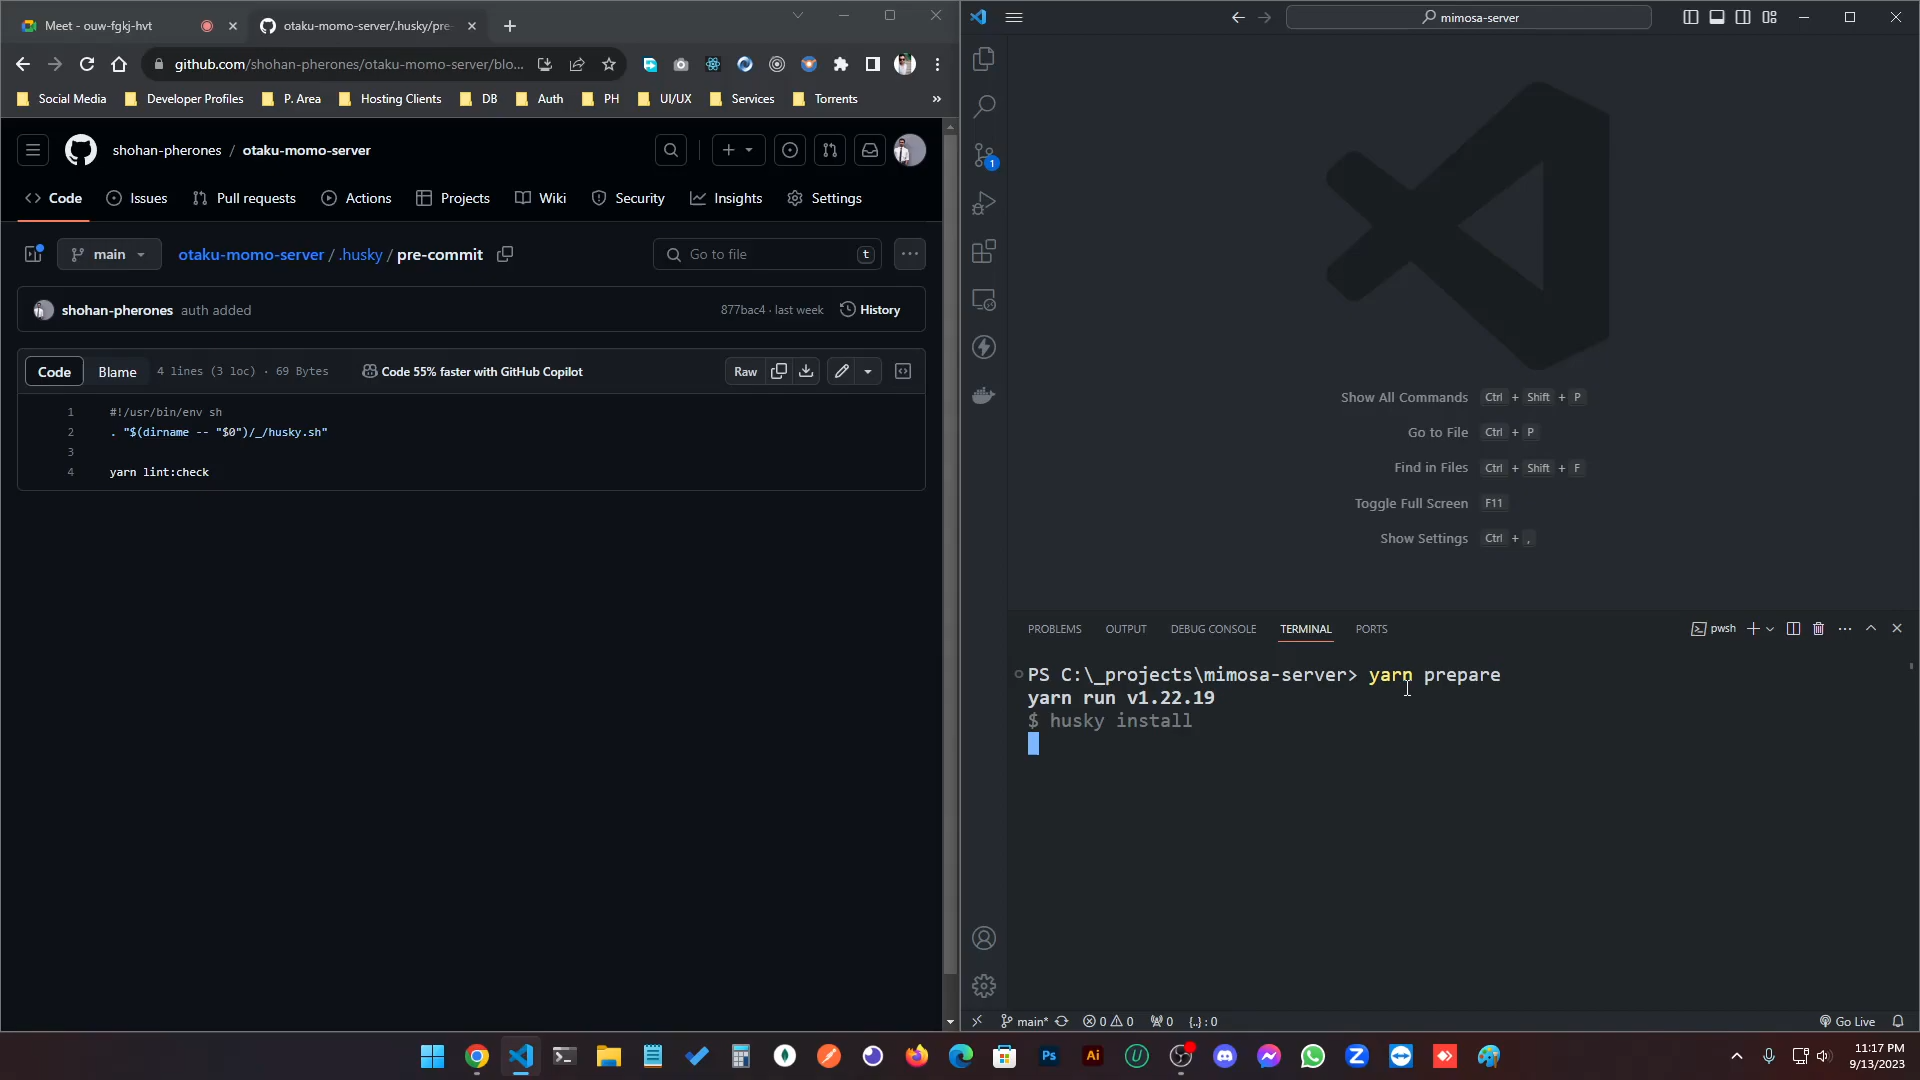 Meet - ouw-fgkj-hvt
otaku-momo-server/.husky/pre-
github.com/shohan-pherones/otaku-momo-server/blo...
Social Media
Developer Profiles
P. Area
Hosting Clients
DB
Auth
PH
UI/UX
Services
Torrents
»
shohan-pherones / otaku-momo-server
Code
Issues
Pull requests
Actions
Projects
Wiki
Security
Insights
Settings
main
otaku-momo-server / .husky / pre-commit
Go to file
t
shohan-pherones auth added
877bac4 · last week
History
Code
Blame
4 lines (3 loc) · 69 Bytes
Code 55% faster with GitHub Copilot
Raw
1 #!/usr/bin/env sh
2 . "$(dirname -- "$0")/_/husky.sh"
3
4 yarn lint:check
mimosa-server
1
Show All Commands Ctrl + Shift + P
Go to File Ctrl + P
Find in Files Ctrl + Shift + F
Toggle Full Screen F11
Show Settings Ctrl + ,
PROBLEMS
OUTPUT
DEBUG CONSOLE
TERMINAL
PORTS
pwsh
PS C:\_projects\mimosa-server> yarn prepare
yarn run v1.22.19
$ husky install
main*
0
0
0
{..} : 0
Go Live
Ps
Ai
U
Z
11:17 PM
9/13/2023